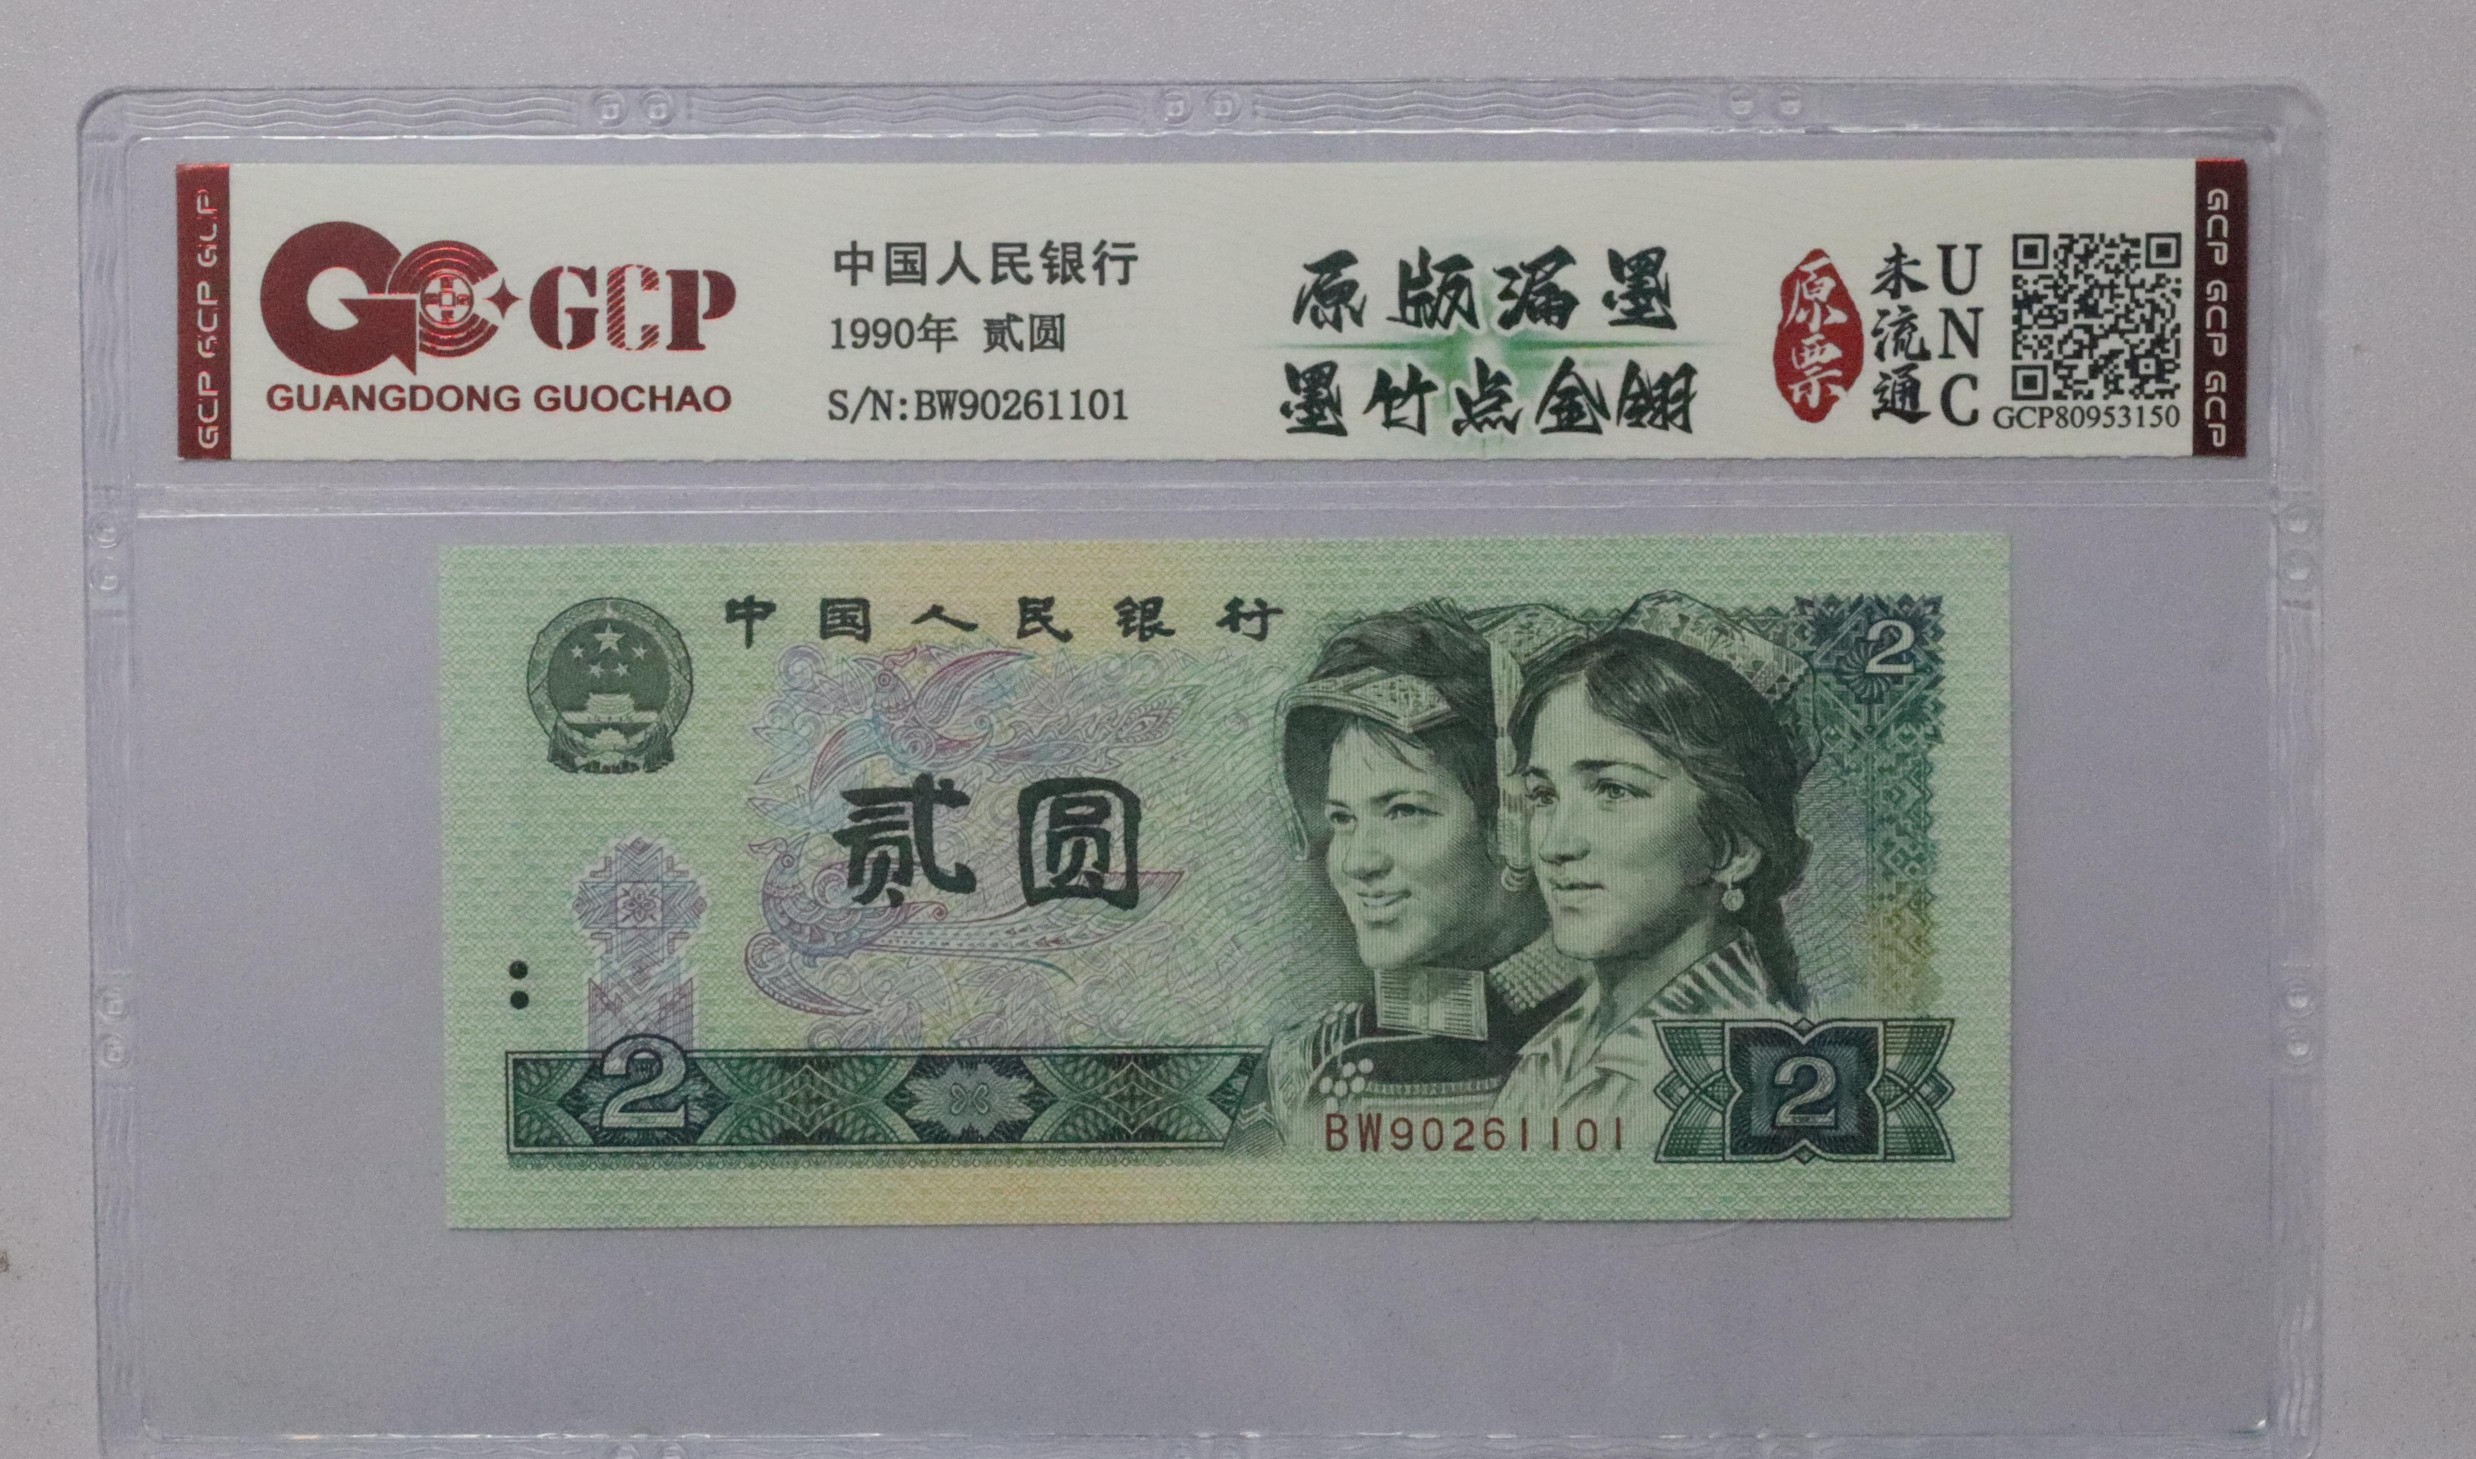 GCP GCP GCP
GCP
GUANGDONG GUOCHAO
中国人民银行
1990年 贰圆
S/N:BW90261101
原版漏墨
墨竹点金翅
原票
未流通
UNC
GCP80953150
GCP GCP GCP
中国人民银行
2
贰圆
2
BW90261101
2